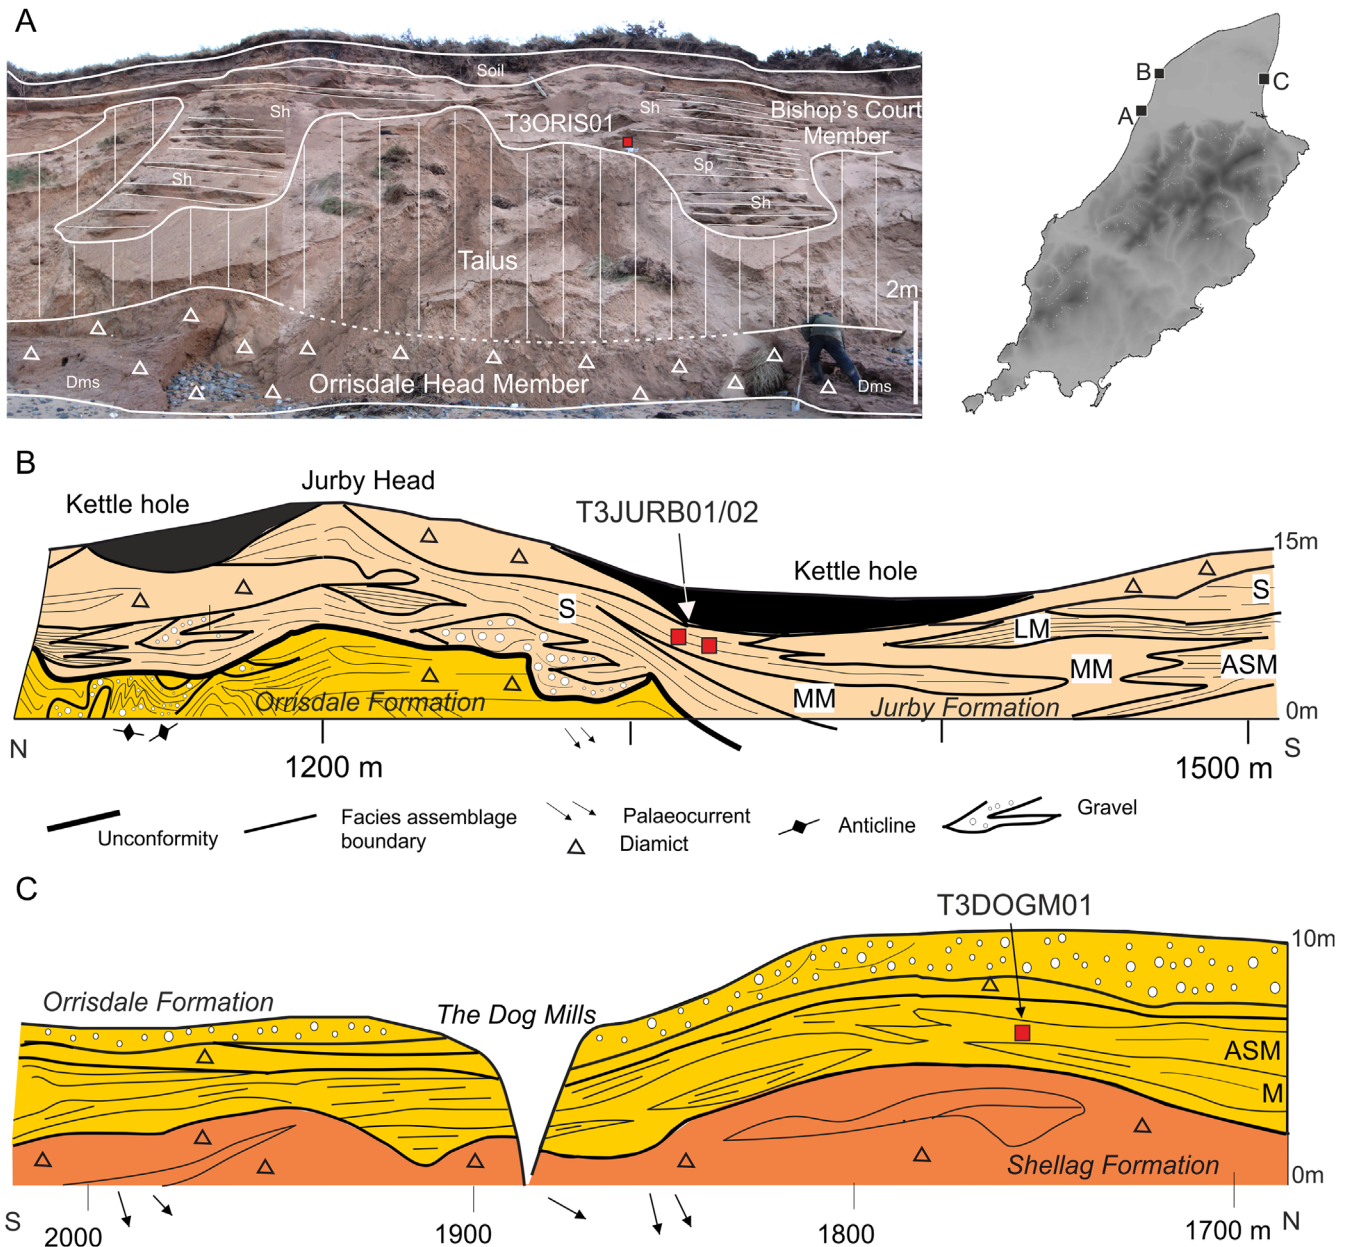 A
Soil
Sh
Sh
T3ORIS01
Bishop's Court
Member
Sp
Sh
Sh
Talus
2m
Dms
Orrisdale Head Member
Dms
B
C
A
B
Jurby Head
Kettle hole
T3JURB01/02
15m
Kettle hole
S
S
LM
MM
ASM
Orrisdale Formation
MM
Jurby Formation
0m
N
S
1200 m
1500 m
Unconformity
Facies assemblage
boundary
Palaeocurrent
Diamict
Anticline
Gravel
C
T3DOGM01
10m
Orrisdale Formation
The Dog Mills
ASM
M
Shellag Formation
0m
S
2000
1900
1800
1700 m
N